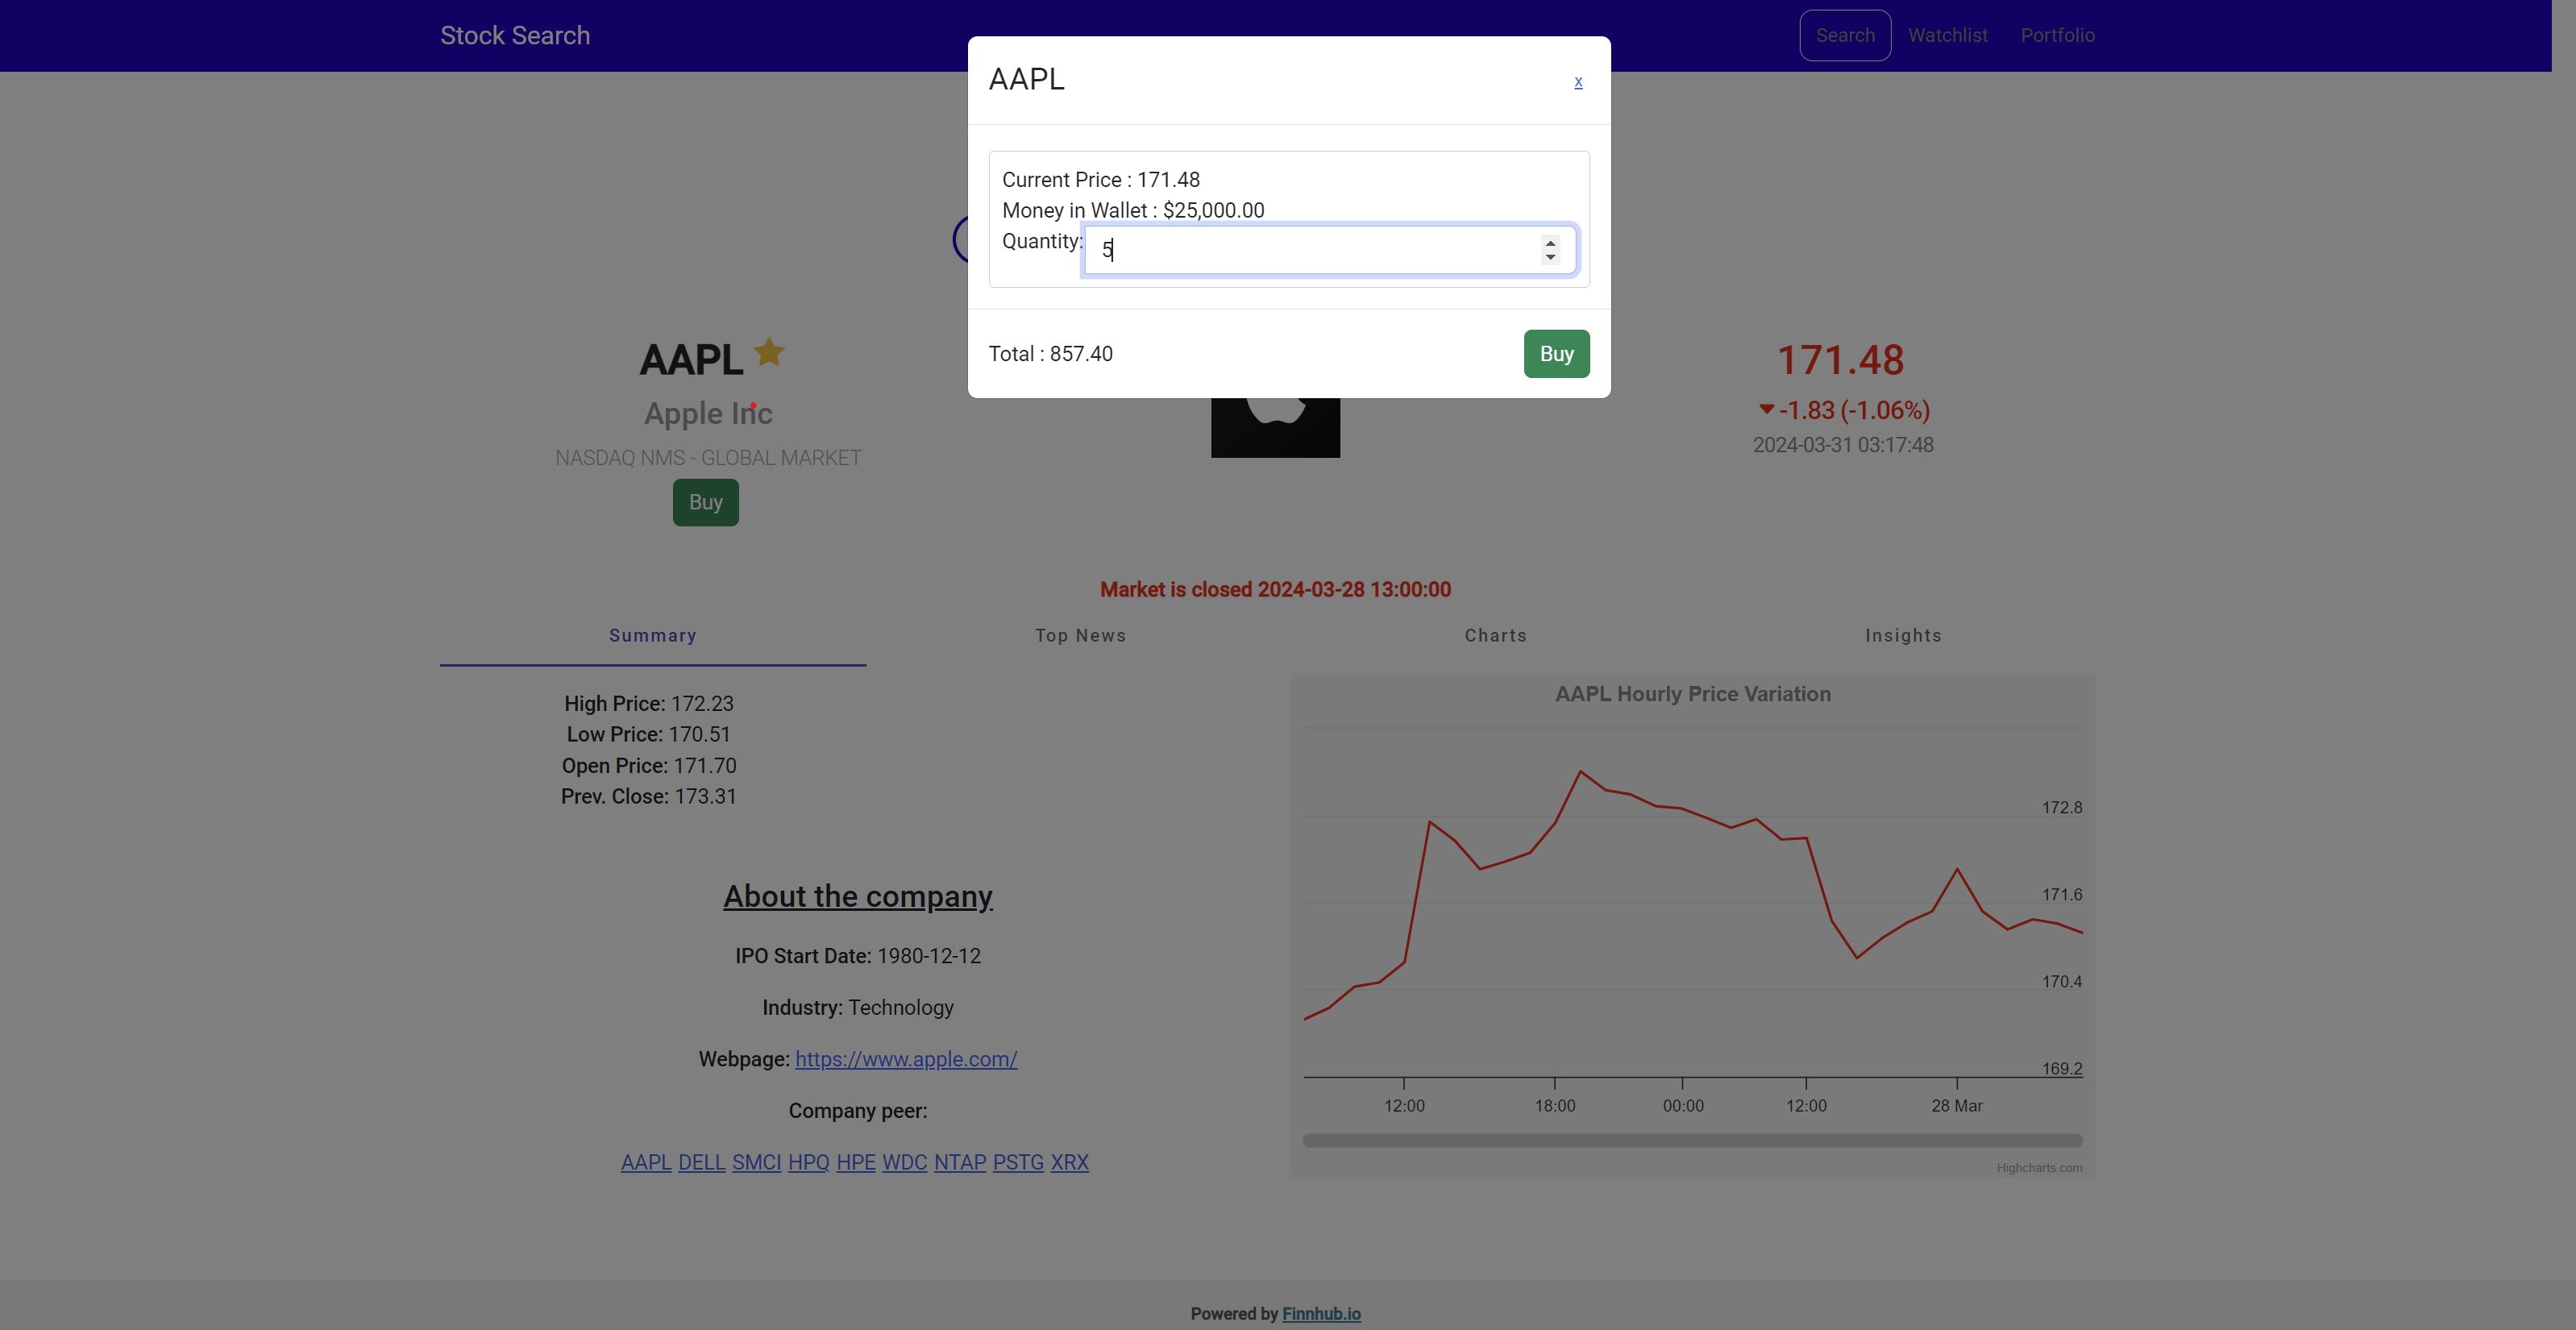 Stock Search
Search Watchlist Portfolio
AAPL
x
Current Price : 171.48
Money in Wallet : $25,000.00
Quantity: 5
Total : 857.40
Buy
AAPL
Apple Inc
NASDAQ NMS - GLOBAL MARKET
Buy
171.48
-1.83 (-1.06%)
2024-03-31 03:17:48
Market is closed 2024-03-28 13:00:00
Summary Top News Charts Insights
High Price: 172.23
Low Price: 170.51
Open Price: 171.70
Prev. Close: 173.31
About the company
IPO Start Date: 1980-12-12
Industry: Technology
Webpage: https://www.apple.com/
Company peer:
AAPL DELL SMCI HPQ HPE WDC NTAP PSTG XRX
AAPL Hourly Price Variation
172.8
171.6
170.4
169.2
12:00 18:00 00:00 12:00 28 Mar
Highcharts.com
Powered by Finnhub.io